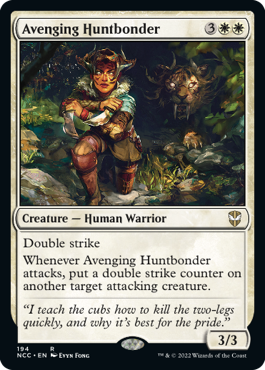 Avenging Huntbonder 3
Creature — Human Warrior
Double strike
Whenever Avenging Huntbonder
attacks, put a double strike counter on
another target attacking creature.
“I teach the cubs how to kill the two-legs
quickly, and why it’s best for the pride.”
3/3
194 R
NCC • EN Evyn Fong
™ & © 2022 Wizards of the Coast